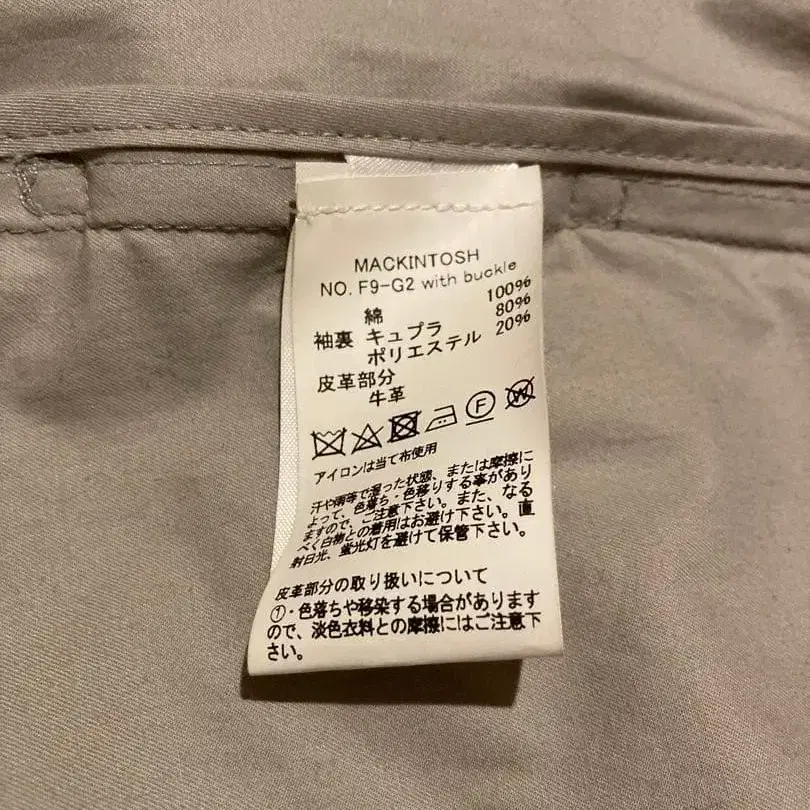 MACKINTOSH
NO. F9-G2 with buckle
綿 100%
袖裏 キュプラ 80%
ポリエステル 20%
皮革部分
牛革
F W
アイロンは当て布使用
汗や雨等で湿った状態、または摩擦に
よって、色落ち・色移りする事があり
ますので、ご注意下さい。また、なる
べく白物との着用はお避け下さい。直
射日光、蛍光灯を避けて保管下さい。
皮革部分の取り扱いについて
①・色落ちや移染する場合があります
ので、淡色衣料との摩擦にはご注意下
さい。